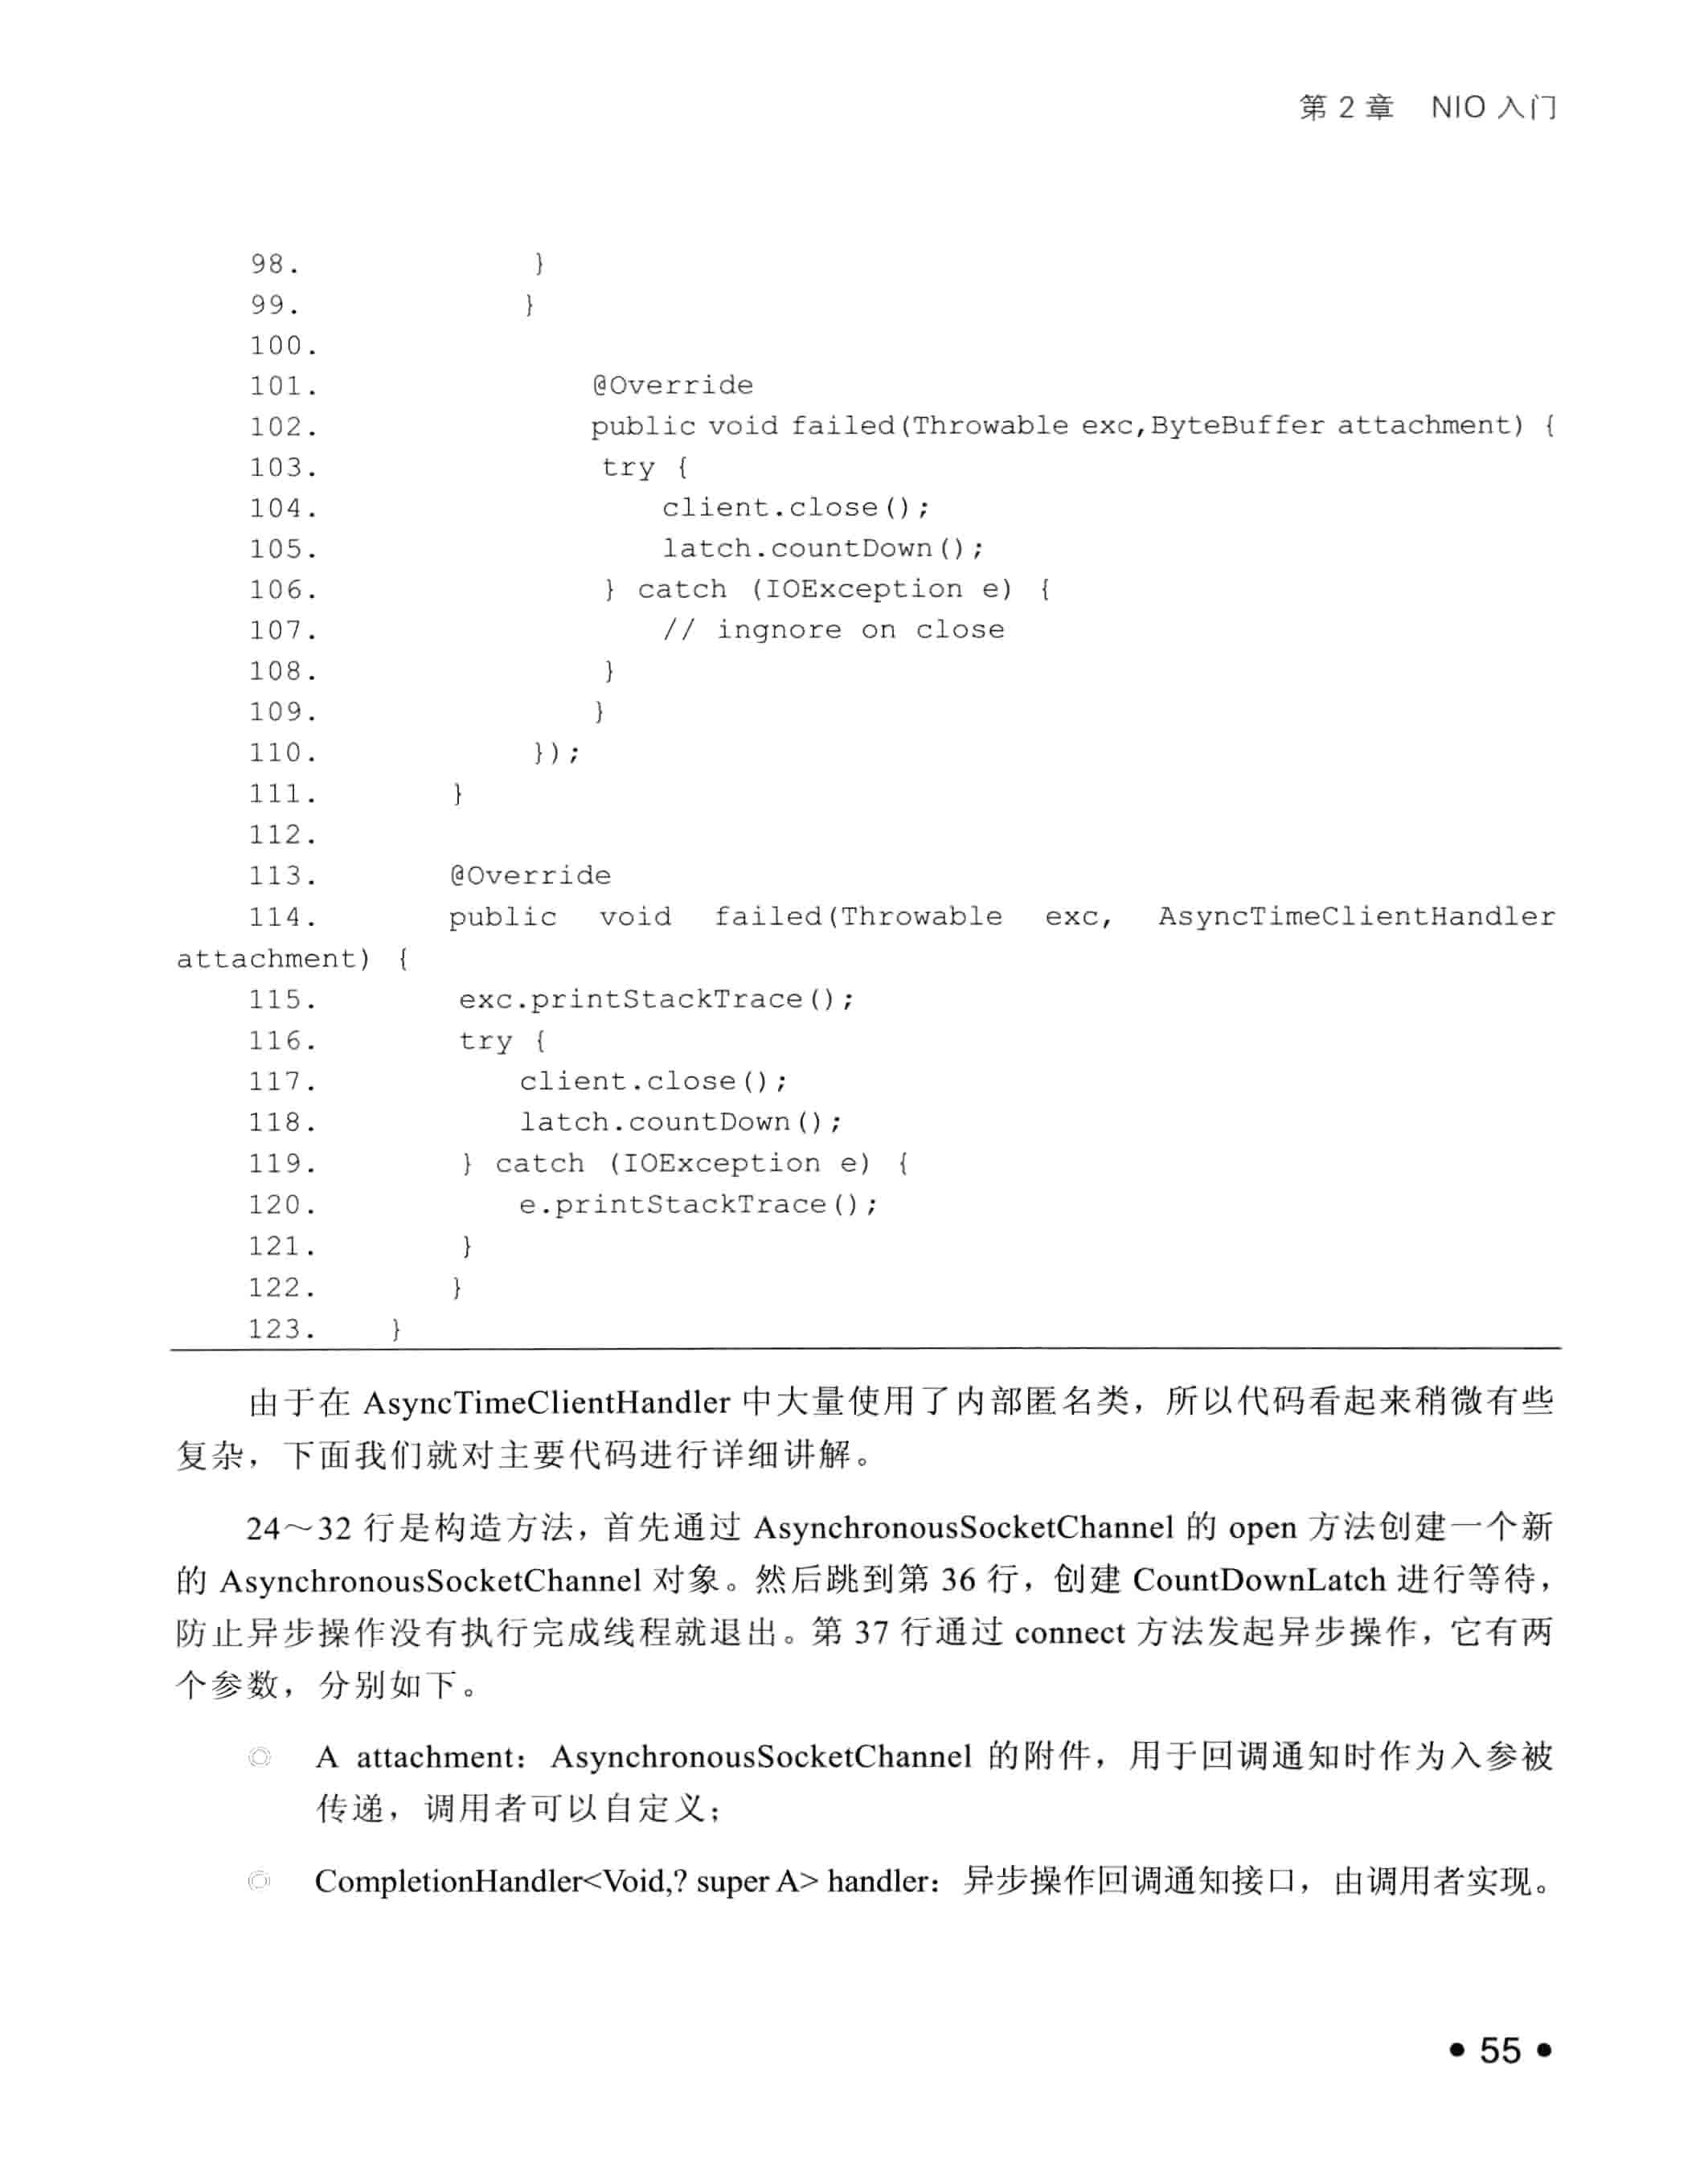 第 2 章 NIO 入门
98. }
99. }
100.
101. @Override
102. public void failed(Throwable exc,ByteBuffer attachment) {
103. try {
104. client.close();
105. latch.countDown();
106. } catch (IOException e) {
107. // ingnore on close
108. }
109. }
110. });
111. }
112.
113. @Override
114. public void failed(Throwable exc, AsyncTimeClientHandler
attachment) {
115. exc.printStackTrace();
116. try {
117. client.close();
118. latch.countDown();
119. } catch (IOException e) {
120. e.printStackTrace();
121. }
122. }
123. }
由于在 AsyncTimeClientHandler 中大量使用了内部匿名类，所以代码看起来稍微有些
复杂，下面我们就对主要代码进行详细讲解。
24～32 行是构造方法，首先通过 AsynchronousSocketChannel 的 open 方法创建一个新
的 AsynchronousSocketChannel 对象。然后跳到第 36 行，创建 CountDownLatch 进行等待，
防止异步操作没有执行完成线程就退出。第 37 行通过 connect 方法发起异步操作，它有两
个参数，分别如下。
◎ A attachment：AsynchronousSocketChannel 的附件，用于回调通知时作为入参被
传递，调用者可以自定义；
◎ CompletionHandler<Void,? super A> handler：异步操作回调通知接口，由调用者实现。
• 55 •